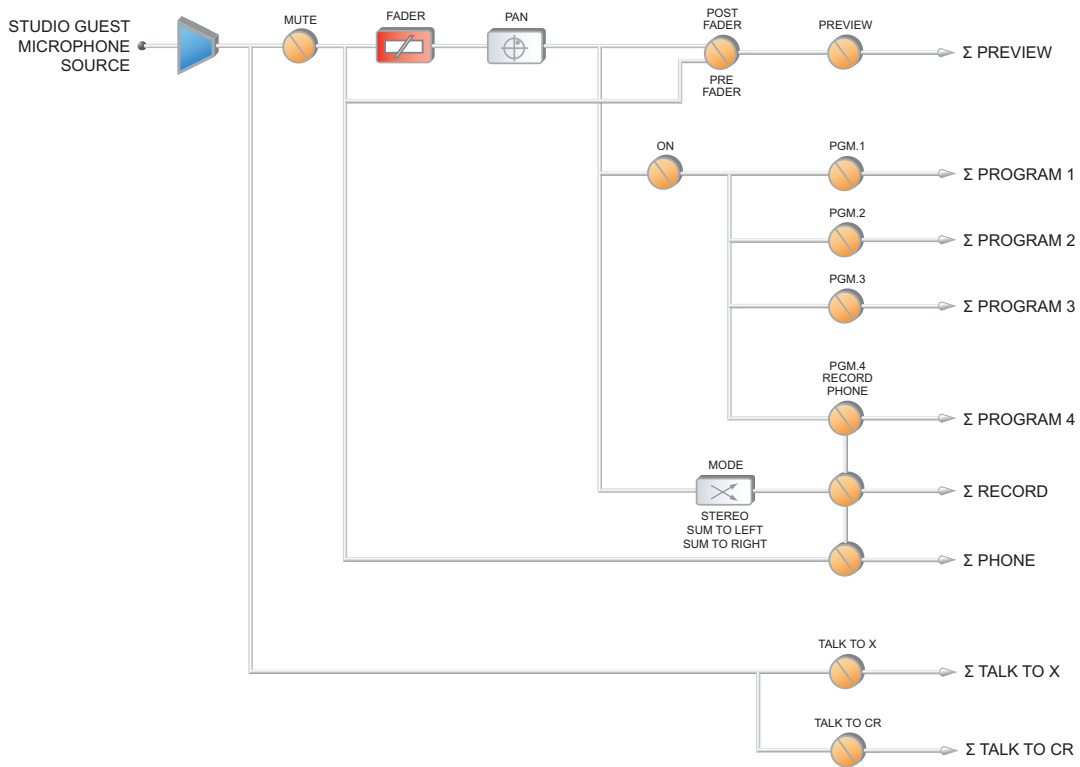 STUDIO GUEST
MICROPHONE
SOURCE
MUTE
FADER
PAN
POST
FADER
PRE
FADER
PREVIEW
Σ PREVIEW
ON
PGM.1
Σ PROGRAM 1
PGM.2
Σ PROGRAM 2
PGM.3
Σ PROGRAM 3
PGM.4
RECORD
PHONE
Σ PROGRAM 4
MODE
STEREO
SUM TO LEFT
SUM TO RIGHT
Σ RECORD
Σ PHONE
TALK TO X
Σ TALK TO X
TALK TO CR
Σ TALK TO CR